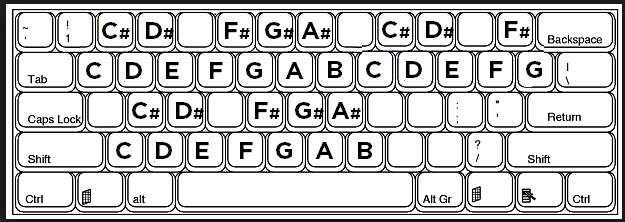 ~ ` ! 1 C# D# F# G# A# C# D# F# Backspace
Tab C D E F G A B C D E F G | \
Caps Lock C# D# F# G# A# : ; " ' Return
Shift C D E F G A B ? / Shift
Ctrl alt Alt Gr Ctrl